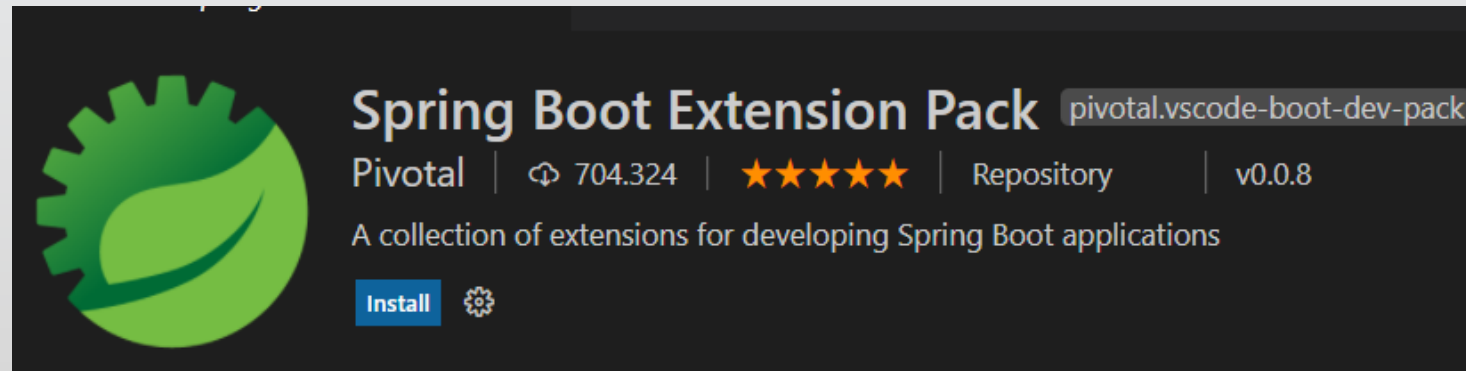 Spring Boot Extension Pack pivotal.vscode-boot-dev-pack
Pivotal 704.324 ★★★★★ Repository v0.0.8
A collection of extensions for developing Spring Boot applications
Install